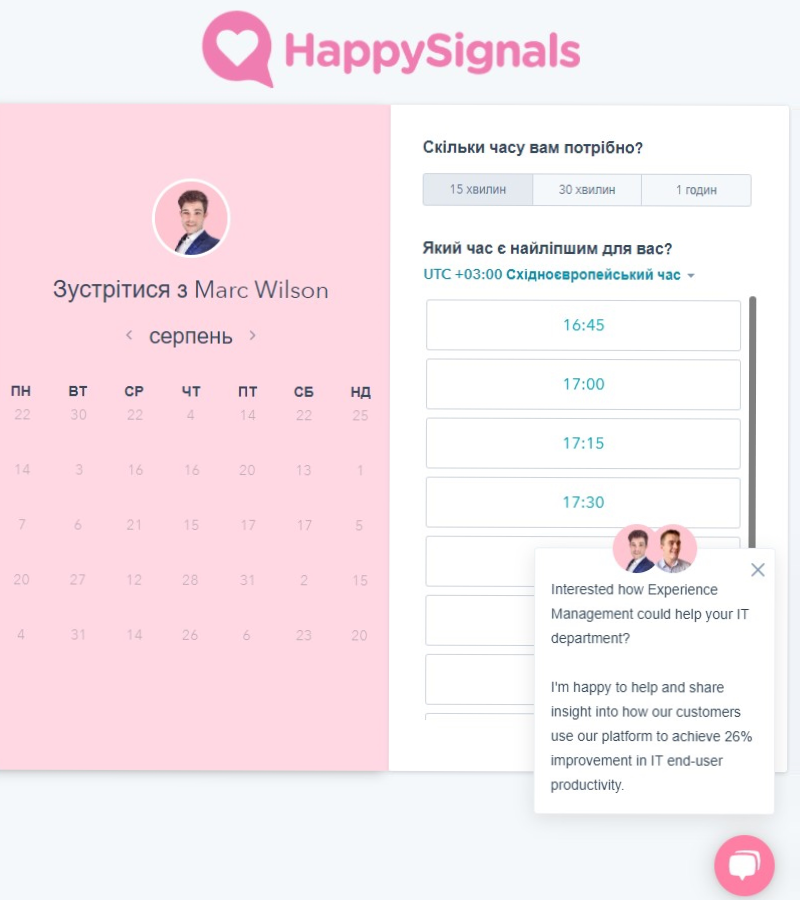 HappySignals
Зустрітися з Marc Wilson
серпень
ПН ВТ СР ЧТ ПТ СБ НД
22 30 22 4 14 22 25
14 3 16 16 20 13 1
7 6 21 15 17 17 5
20 27 12 28 31 2 15
4 31 14 26 6 23 20
Скільки часу вам потрібно?
15 хвилин 30 хвилин 1 годин
Який час є найліпшим для вас?
UTC +03:00 Східноєвропейський час
16:45
17:00
17:15
17:30
Interested how Experience
Management could help your IT
department?
I'm happy to help and share
insight into how our customers
use our platform to achieve 26%
improvement in IT end-user
productivity.